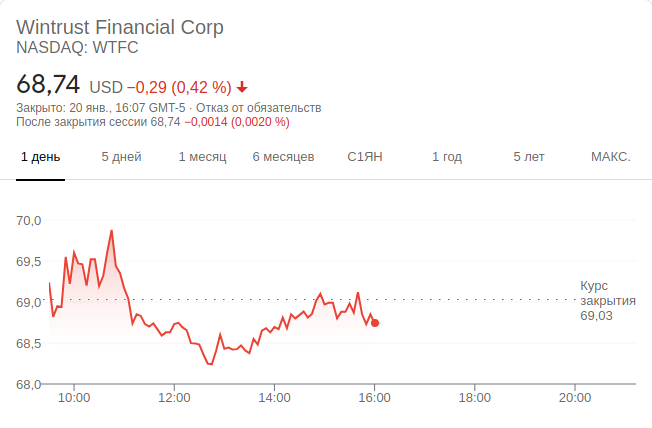 Wintrust Financial Corp
NASDAQ: WTFC
68,74 USD −0,29 (0,42 %)
Закрыто: 20 янв., 16:07 GMT-5 · Отказ от обязательств
После закрытия сессии 68,74 −0,0014 (0,0020 %)
1 день 5 дней 1 месяц 6 месяцев С1ЯН 1 год 5 лет МАКС.
70,0
69,5
69,0
68,5
68,0
Курс
закрытия
69,03
10:00 12:00 14:00 16:00 18:00 20:00